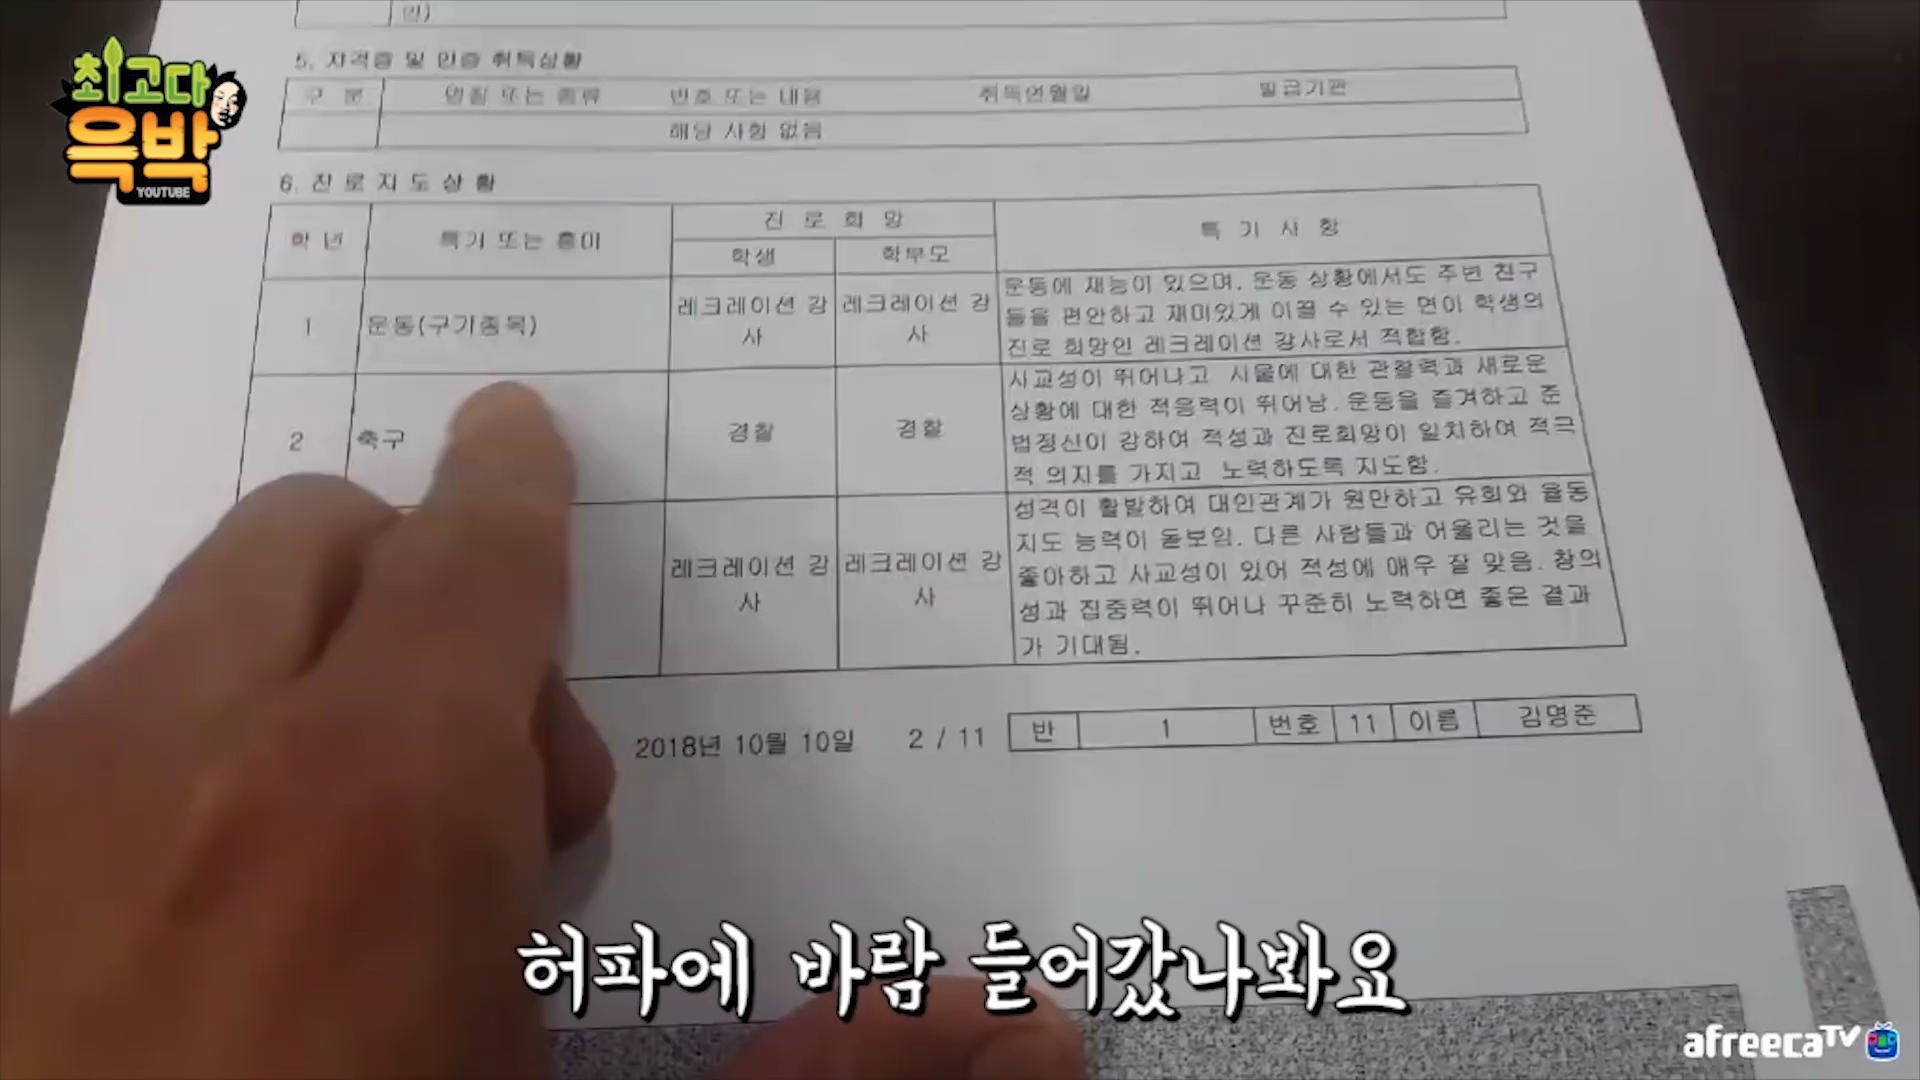 최고다
윽박
YOUTUBE
5. 자격증 및 인증 취득상황
구 분 명칭 또는 종류 번호 또는 내용 취득연월일 발급기관
해당 사항 없음
6. 진 로 지 도 상 황
학 년 특기 또는 흥미 진 로 희 망 특 기 사 항
학생 학부모
1 운동(구기종목) 레크레이션 강 레크레이션 강 운동에 재능이 있으며, 운동 상황에서도 주변 친구
사 사 들을 편안하고 재미있게 이끌 수 있는 면이 학생의
진로 희망인 레크레이션 강사로서 적합함.
2 축구 경찰 경찰 사교성이 뛰어나고 사물에 대한 관찰력과 새로운
상황에 대한 적응력이 뛰어남. 운동을 즐겨하고 준
법정신이 강하여 적성과 진로희망이 일치하여 적극
적 의지를 가지고 노력하도록 지도함.
레크레이션 강 레크레이션 강 성격이 활발하여 대인관계가 원만하고 유희와 율동
사 사 지도 능력이 돋보임. 다른 사람들과 어울리는 것을
좋아하고 사교성이 있어 적성에 매우 잘 맞음. 창의
성과 집중력이 뛰어나 꾸준히 노력하면 좋은 결과
가 기대됨.
2018년 10월 10일 2 / 11 반 1 번호 11 이름 김명준
허파에 바람 들어갔나봐요
afreecaTV